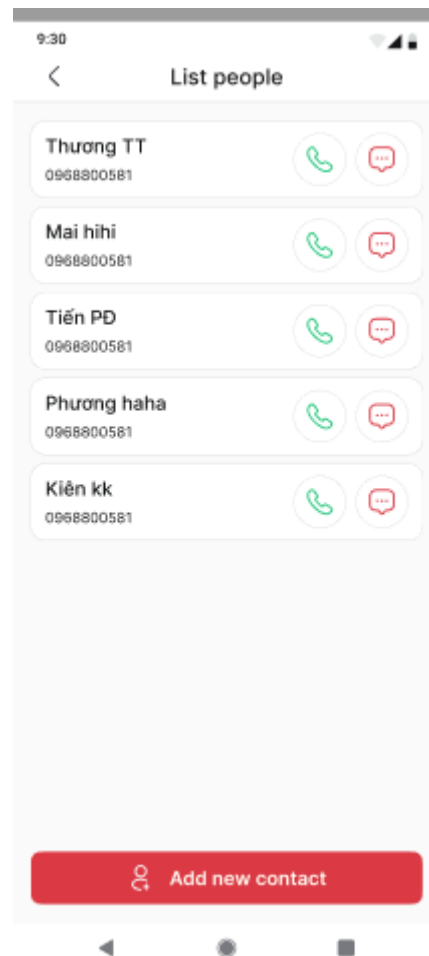 9:30
List people
Thương TT
0968800581
Mai hihi
0968800581
Tiến PĐ
0968800581
Phương haha
0968800581
Kiên kk
0968800581
Add new contact